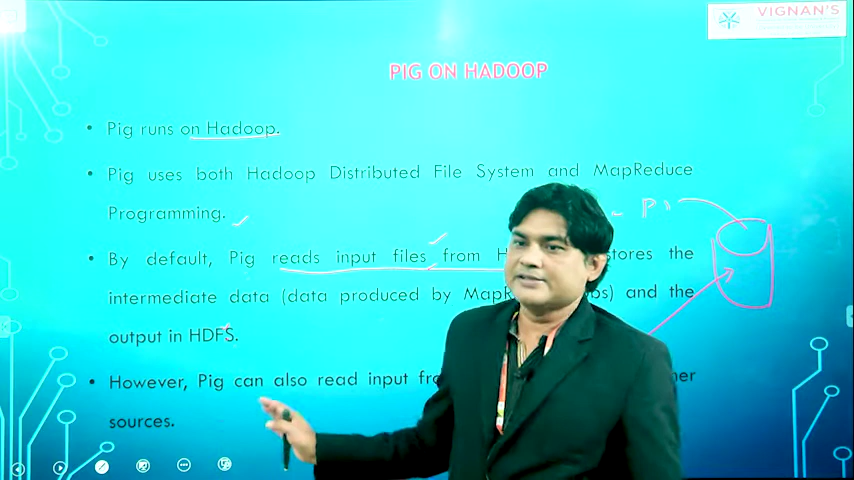 VIGNAN'S
PIG ON HADOOP
• Pig runs on Hadoop.
• Pig uses both Hadoop Distributed File System and MapReduce
Programming.
• By default, Pig reads input files from stores the
intermediate data (data produced by and the
output in HDFS.
• However, Pig can also read input
sources.